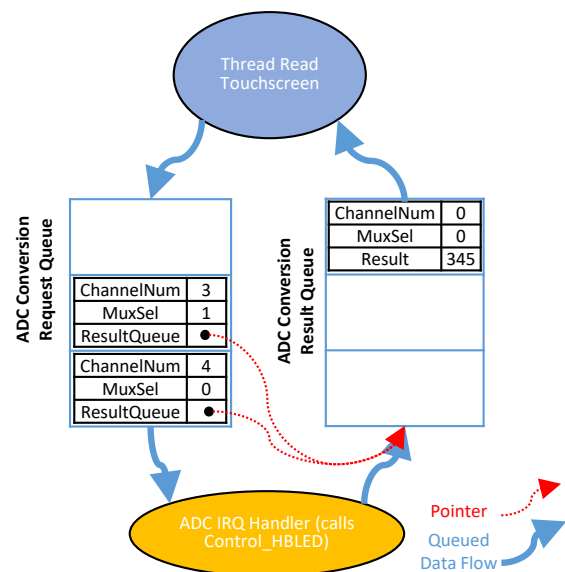 Thread Read
Touchscreen
ADC Conversion
Request Queue
ChannelNum 3
MuxSel 1
ResultQueue
ChannelNum 4
MuxSel 0
ResultQueue
ADC Conversion
Result Queue
ChannelNum 0
MuxSel 0
Result 345
ADC IRQ Handler (calls
Control_HBLED)
Pointer
Queued
Data Flow